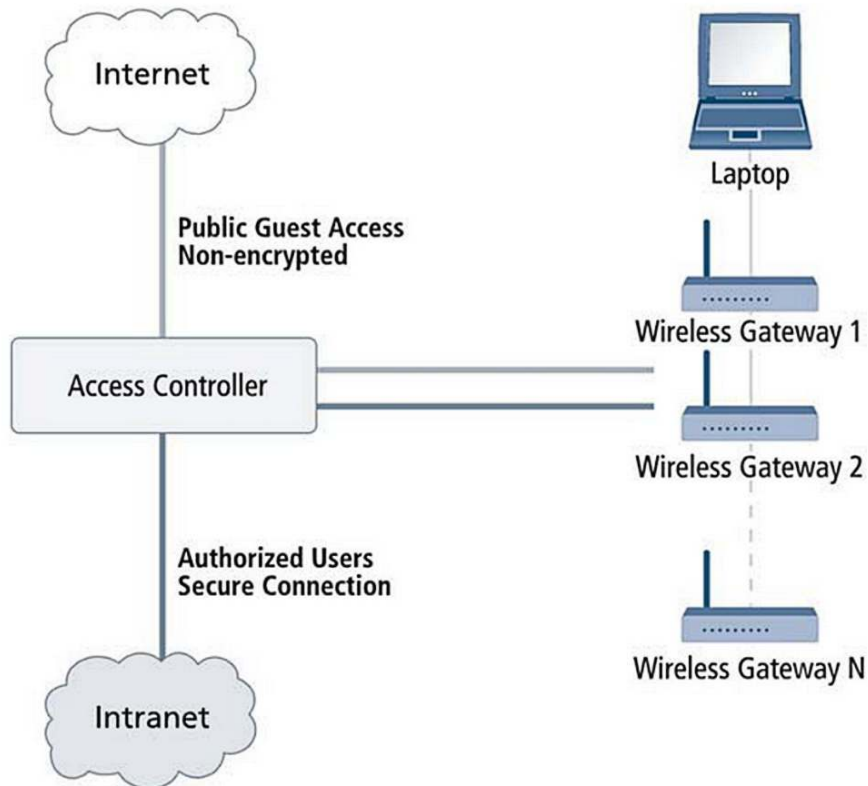 Internet
Public Guest Access
Non-encrypted
Access Controller
Authorized Users
Secure Connection
Intranet
Laptop
Wireless Gateway 1
Wireless Gateway 2
Wireless Gateway N